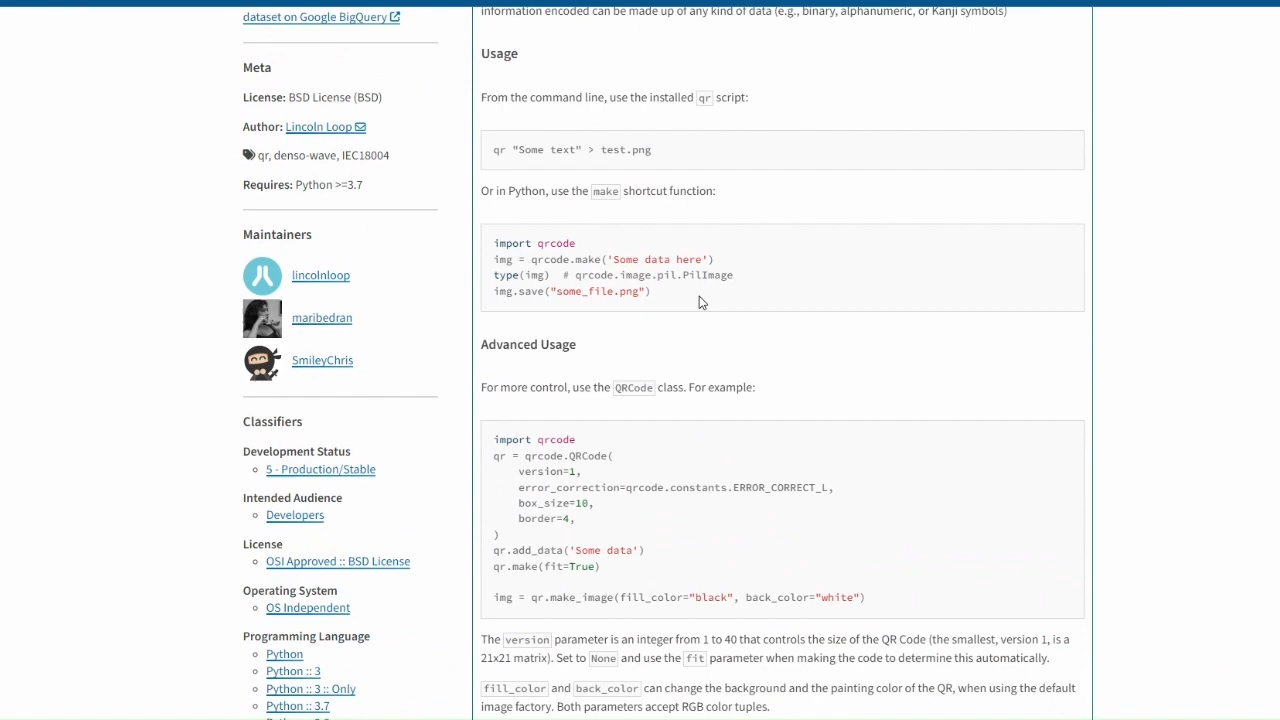 dataset on Google BigQuery
Meta
License: BSD License (BSD)
Author: Lincoln Loop
qr, denso-wave, IEC18004
Requires: Python >=3.7
Maintainers
lincolnloop
maribedran
SmileyChris
Classifiers
Development Status
5 - Production/Stable
Intended Audience
Developers
License
OSI Approved :: BSD License
Operating System
OS Independent
Programming Language
Python
Python :: 3
Python :: 3 :: Only
Python :: 3.7
information encoded can be made up of any kind of data (e.g., binary, alphanumeric, or Kanji symbols)
Usage
From the command line, use the installed qr script:
qr "Some text" > test.png
Or in Python, use the make shortcut function:
import qrcode
img = qrcode.make('Some data here')
type(img)  # qrcode.image.pil.PilImage
img.save("some_file.png")
Advanced Usage
For more control, use the QRCode class. For example:
import qrcode
qr = qrcode.QRCode(
    version=1,
    error_correction=qrcode.constants.ERROR_CORRECT_L,
    box_size=10,
    border=4,
)
qr.add_data('Some data')
qr.make(fit=True)
img = qr.make_image(fill_color="black", back_color="white")
The version parameter is an integer from 1 to 40 that controls the size of the QR Code (the smallest, version 1, is a
21x21 matrix). Set to None and use the fit parameter when making the code to determine this automatically.
fill_color and back_color can change the background and the painting color of the QR, when using the default
image factory. Both parameters accept RGB color tuples.